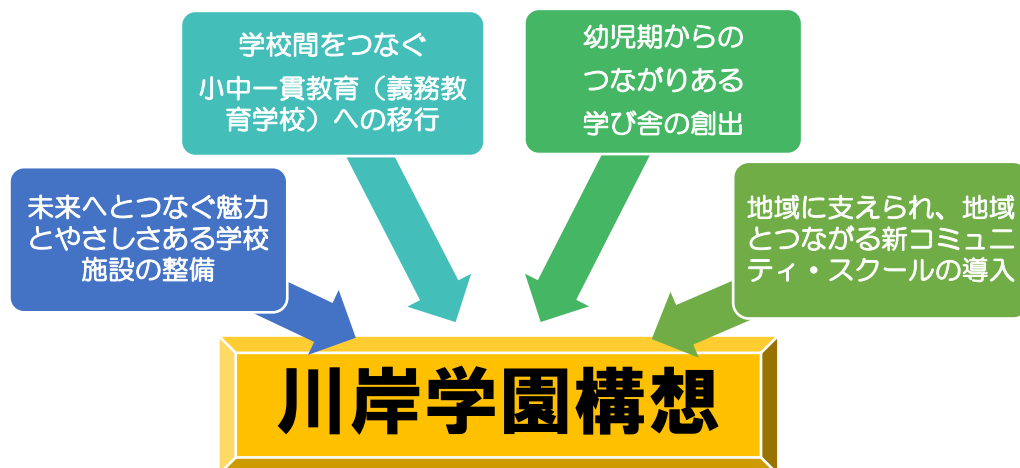 学校間をつなぐ
小中一貫教育（義務教
育学校）への移行
幼児期からの
つながりある
学び舎の創出
未来へとつなぐ魅力
とやさしさある学校
施設の整備
地域に支えられ、地域
とつながる新コミュニ
ティ・スクールの導入
川岸学園構想